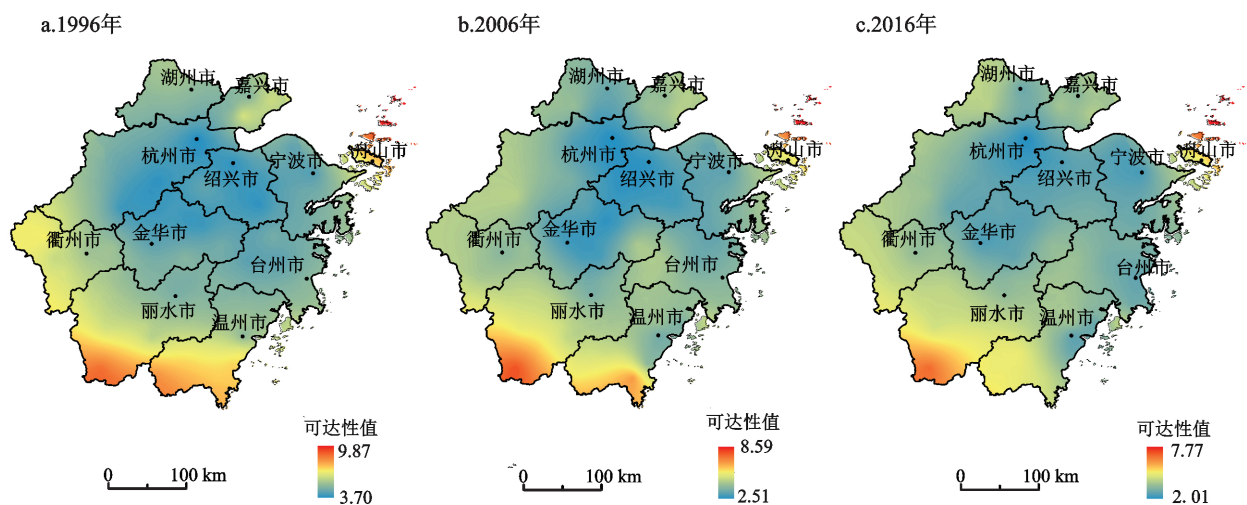 a.1996年
湖州市
嘉兴市
杭州市
绍兴市
宁波市
舟山市
衢州市
金华市
台州市
丽水市
温州市
可达性值
9.87
3.70
0 100 km
b.2006年
湖州市
嘉兴市
杭州市
绍兴市
宁波市
舟山市
衢州市
金华市
台州市
丽水市
温州市
可达性值
8.59
2.51
0 100 km
c.2016年
湖州市
嘉兴市
杭州市
绍兴市
宁波市
舟山市
衢州市
金华市
台州市
丽水市
温州市
可达性值
7.77
2.01
0 100 km